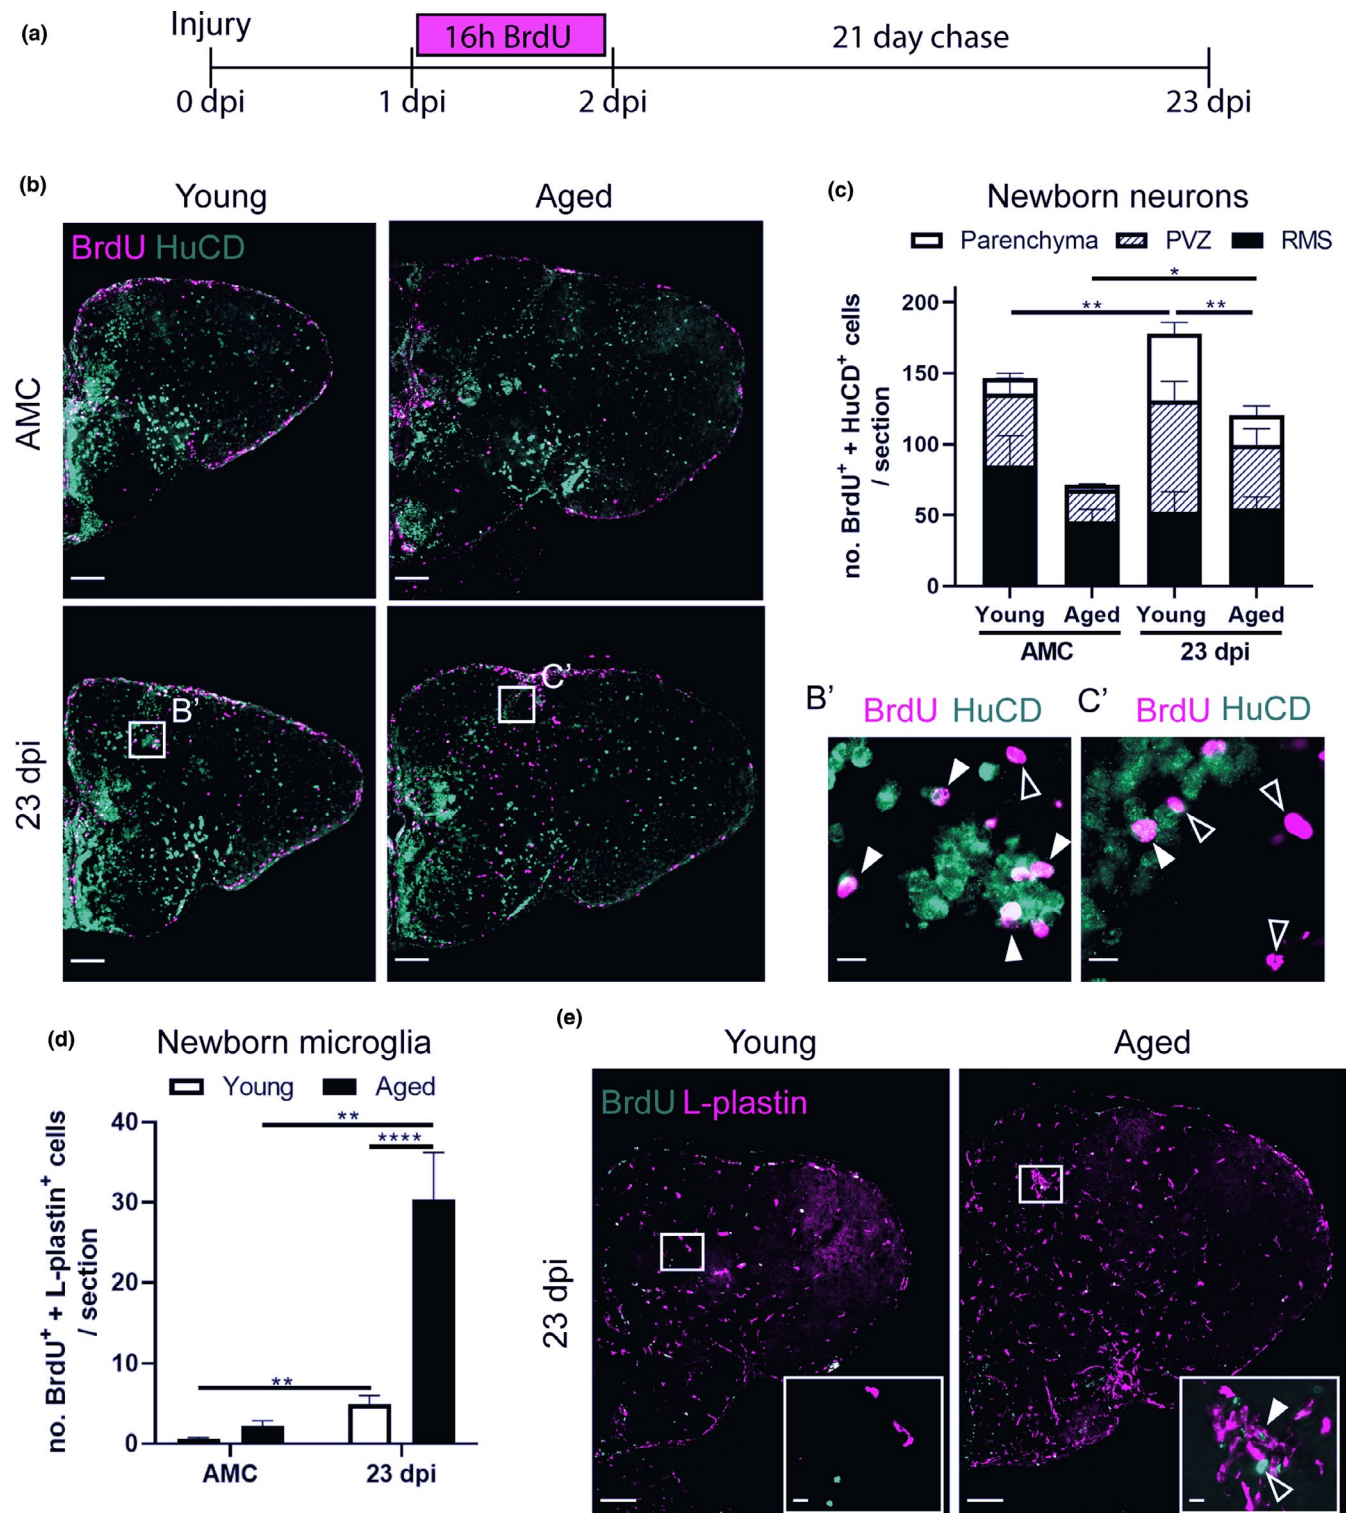 (a)
Injury
16h BrdU
21 day chase
0 dpi 1 dpi 2 dpi 23 dpi
(b)
Young Aged
BrdU HuCD
AMC
23 dpi
B’
C’
(c)
Newborn neurons
Parenchyma PVZ RMS
no. BrdU⁺ + HuCD⁺ cells
/ section
200
150
100
50
0
*
** **
Young Aged Young Aged
AMC 23 dpi
B’ BrdU HuCD
C’ BrdU HuCD
(d)
Newborn microglia
Young Aged
no. BrdU⁺ + L-plastin⁺ cells
/ section
40
30
20
10
0
**
****
**
AMC 23 dpi
(e)
Young Aged
BrdU L-plastin
23 dpi